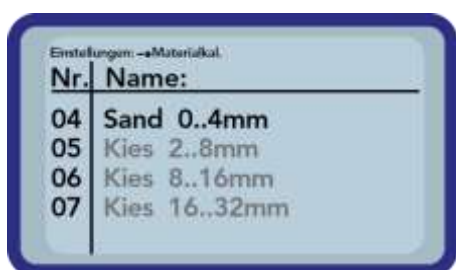 Einstellungen: →Materialkal.
Nr. Name:
04 Sand 0..4mm
05 Kies 2..8mm
06 Kies 8..16mm
07 Kies 16..32mm